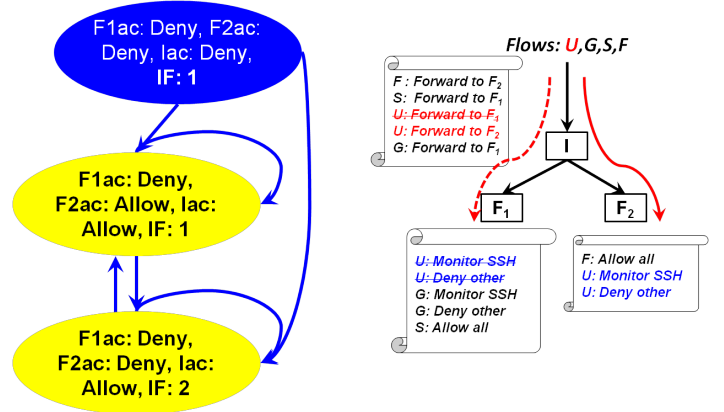 F1ac: Deny, F2ac:
Deny, Iac: Deny,
IF: 1
F1ac: Deny,
F2ac: Allow, Iac:
Allow, IF: 1
F1ac: Deny,
F2ac: Deny, Iac:
Allow, IF: 2
Flows: U,G,S,F
F : Forward to F2
S: Forward to F1
U: Forward to F1
U: Forward to F2
G: Forward to F1
I
F1
F2
U: Monitor SSH
U: Deny other
G: Monitor SSH
G: Deny other
S: Allow all
F: Allow all
U: Monitor SSH
U: Deny other